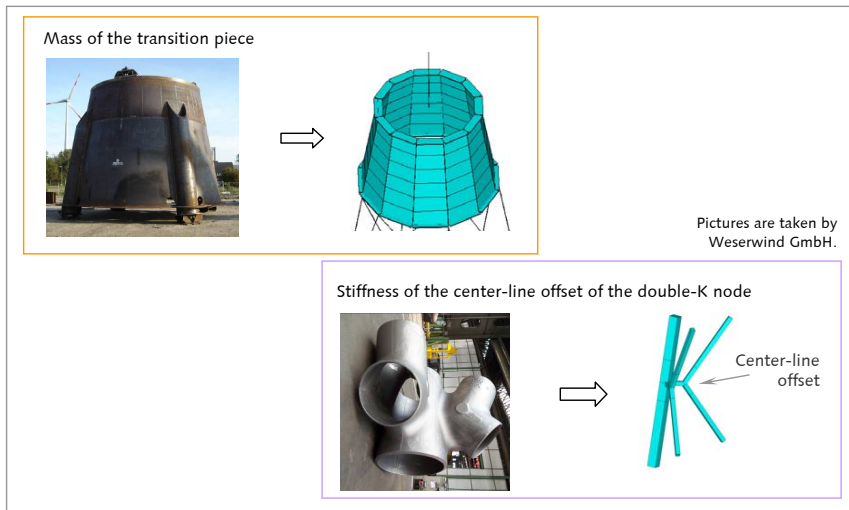 Mass of the transition piece
Pictures are taken by
Weserwind GmbH.
Stiffness of the center-line offset of the double-K node
Center-line
offset